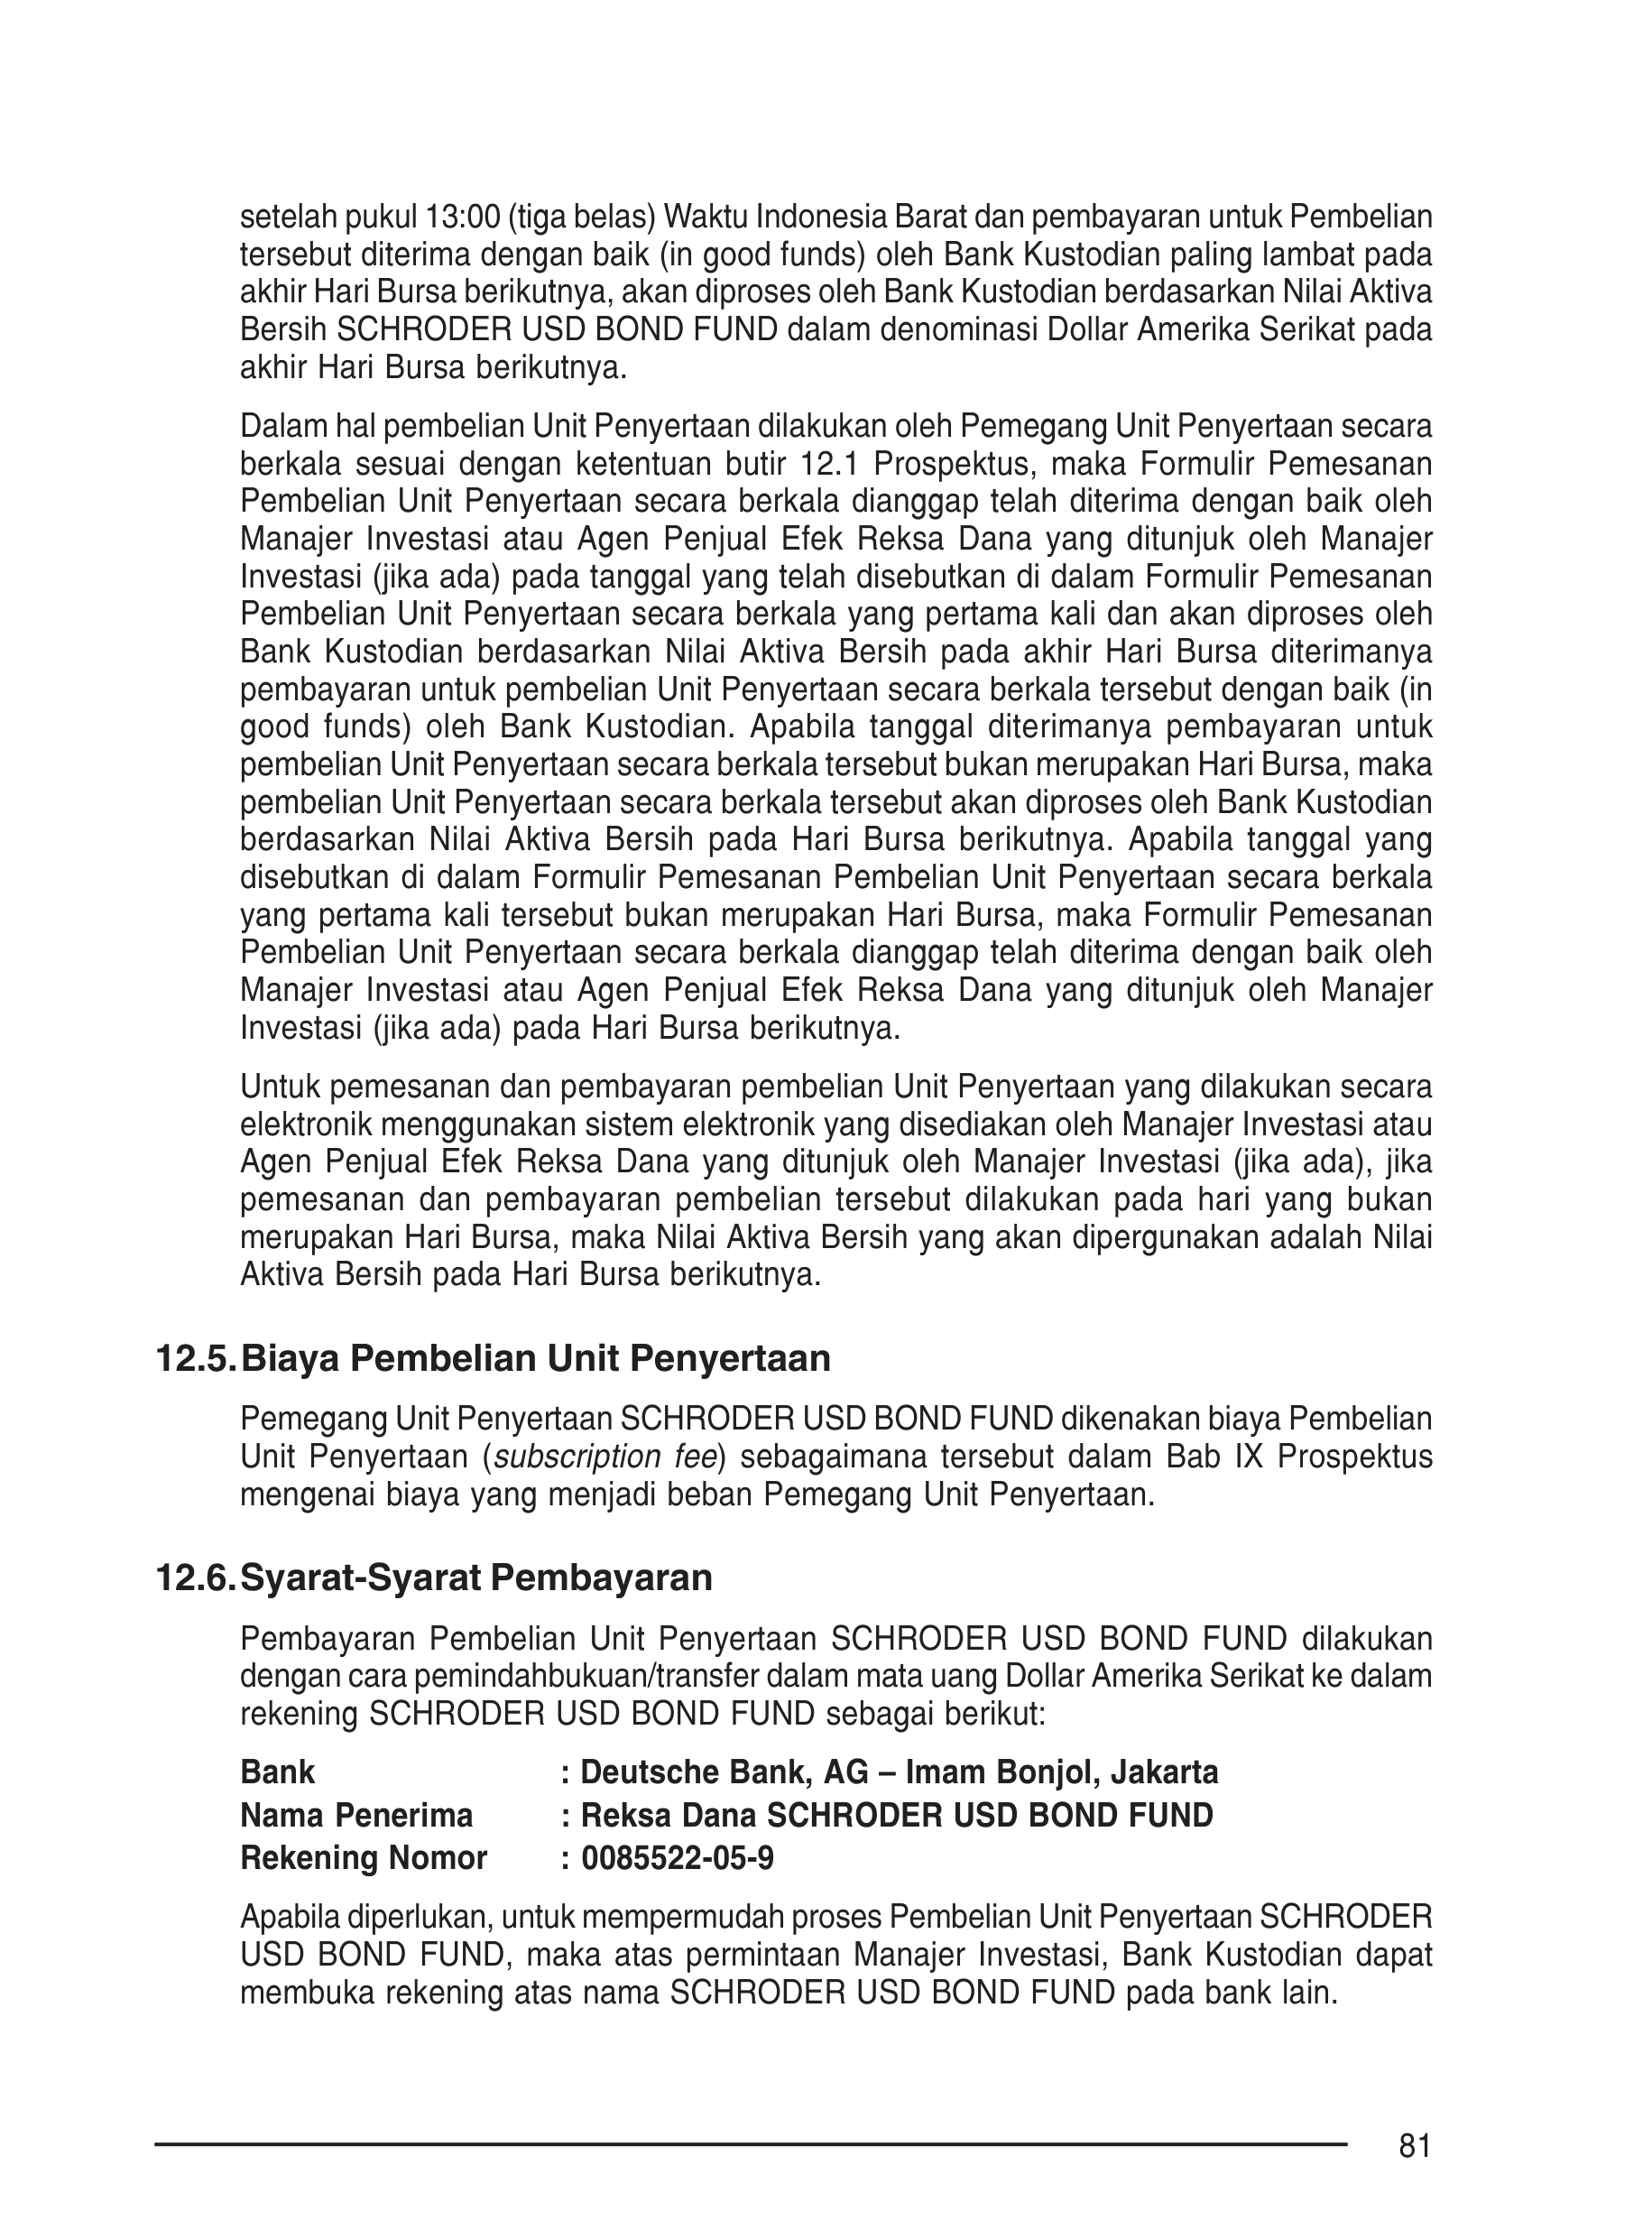 setelah pukul 13:00 (tiga belas) Waktu Indonesia Barat dan pembayaran untuk Pembelian
tersebut diterima dengan baik (in good funds) oleh Bank Kustodian paling lambat pada
akhir Hari Bursa berikutnya, akan diproses oleh Bank Kustodian berdasarkan Nilai Aktiva
Bersih SCHRODER USD BOND FUND dalam denominasi Dollar Amerika Serikat pada
akhir Hari Bursa berikutnya.
Dalam hal pembelian Unit Penyertaan dilakukan oleh Pemegang Unit Penyertaan secara
berkala sesuai dengan ketentuan butir 12.1 Prospektus, maka Formulir Pemesanan
Pembelian Unit Penyertaan secara berkala dianggap telah diterima dengan baik oleh
Manajer Investasi atau Agen Penjual Efek Reksa Dana yang ditunjuk oleh Manajer
Investasi (jika ada) pada tanggal yang telah disebutkan di dalam Formulir Pemesanan
Pembelian Unit Penyertaan secara berkala yang pertama kali dan akan diproses oleh
Bank Kustodian berdasarkan Nilai Aktiva Bersih pada akhir Hari Bursa diterimanya
pembayaran untuk pembelian Unit Penyertaan secara berkala tersebut dengan baik (in
good funds) oleh Bank Kustodian. Apabila tanggal diterimanya pembayaran untuk
pembelian Unit Penyertaan secara berkala tersebut bukan merupakan Hari Bursa, maka
pembelian Unit Penyertaan secara berkala tersebut akan diproses oleh Bank Kustodian
berdasarkan Nilai Aktiva Bersih pada Hari Bursa berikutnya. Apabila tanggal yang
disebutkan di dalam Formulir Pemesanan Pembelian Unit Penyertaan secara berkala
yang pertama kali tersebut bukan merupakan Hari Bursa, maka Formulir Pemesanan
Pembelian Unit Penyertaan secara berkala dianggap telah diterima dengan baik oleh
Manajer Investasi atau Agen Penjual Efek Reksa Dana yang ditunjuk oleh Manajer
Investasi (jika ada) pada Hari Bursa berikutnya.
Untuk pemesanan dan pembayaran pembelian Unit Penyertaan yang dilakukan secara
elektronik menggunakan sistem elektronik yang disediakan oleh Manajer Investasi atau
Agen Penjual Efek Reksa Dana yang ditunjuk oleh Manajer Investasi (jika ada), jika
pemesanan dan pembayaran pembelian tersebut dilakukan pada hari yang bukan
merupakan Hari Bursa, maka Nilai Aktiva Bersih yang akan dipergunakan adalah Nilai
Aktiva Bersih pada Hari Bursa berikutnya.
12.5. Biaya Pembelian Unit Penyertaan
Pemegang Unit Penyertaan SCHRODER USD BOND FUND dikenakan biaya Pembelian
Unit Penyertaan (subscription fee) sebagaimana tersebut dalam Bab IX Prospektus
mengenai biaya yang menjadi beban Pemegang Unit Penyertaan.
12.6. Syarat-Syarat Pembayaran
Pembayaran Pembelian Unit Penyertaan SCHRODER USD BOND FUND dilakukan
dengan cara pemindahbukuan/transfer dalam mata uang Dollar Amerika Serikat ke dalam
rekening SCHRODER USD BOND FUND sebagai berikut:
Bank : Deutsche Bank, AG – Imam Bonjol, Jakarta
Nama Penerima : Reksa Dana SCHRODER USD BOND FUND
Rekening Nomor : 0085522-05-9
Apabila diperlukan, untuk mempermudah proses Pembelian Unit Penyertaan SCHRODER
USD BOND FUND, maka atas permintaan Manajer Investasi, Bank Kustodian dapat
membuka rekening atas nama SCHRODER USD BOND FUND pada bank lain.
81